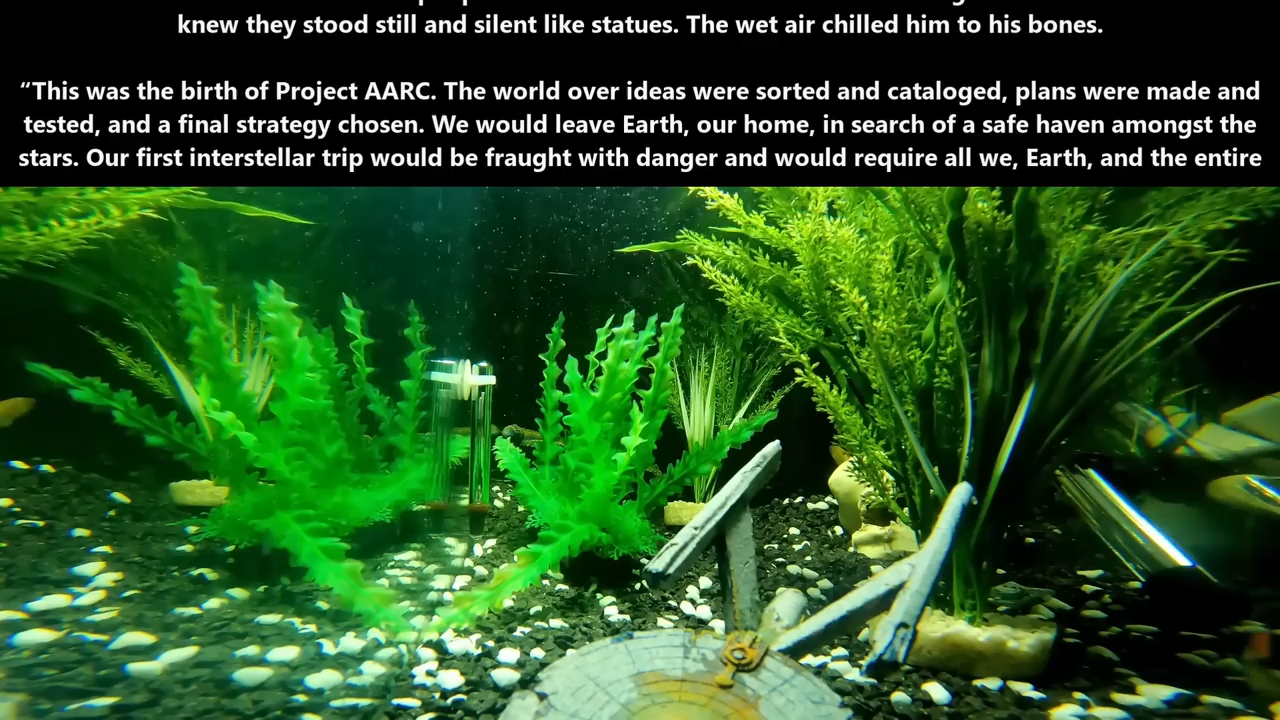 knew they stood still and silent like statues. The wet air chilled him to his bones.
“This was the birth of Project AARC. The world over ideas were sorted and cataloged, plans were made and
tested, and a final strategy chosen. We would leave Earth, our home, in search of a safe haven amongst the
stars. Our first interstellar trip would be fraught with danger and would require all we, Earth, and the entire